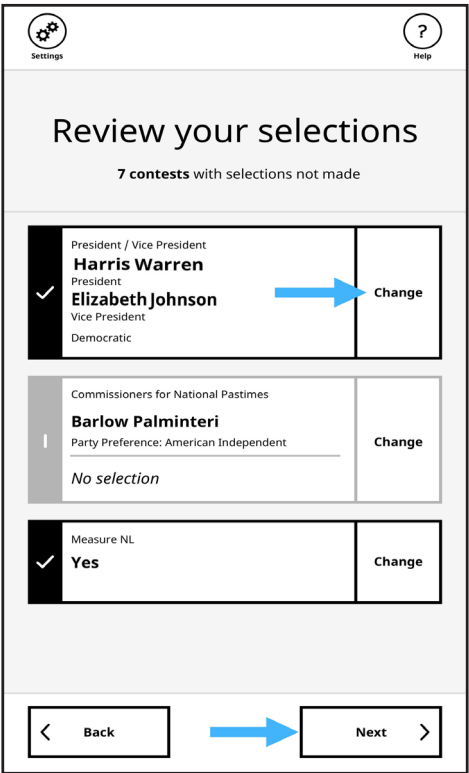 Settings
?
Help
Review your selections
7 contests with selections not made
President / Vice President
Harris Warren
President
Elizabeth Johnson
Vice President
Democratic
Change
Commissioners for National Pastimes
Barlow Palminteri
Party Preference: American Independent
No selection
Change
Measure NL
Yes
Change
Back
Next